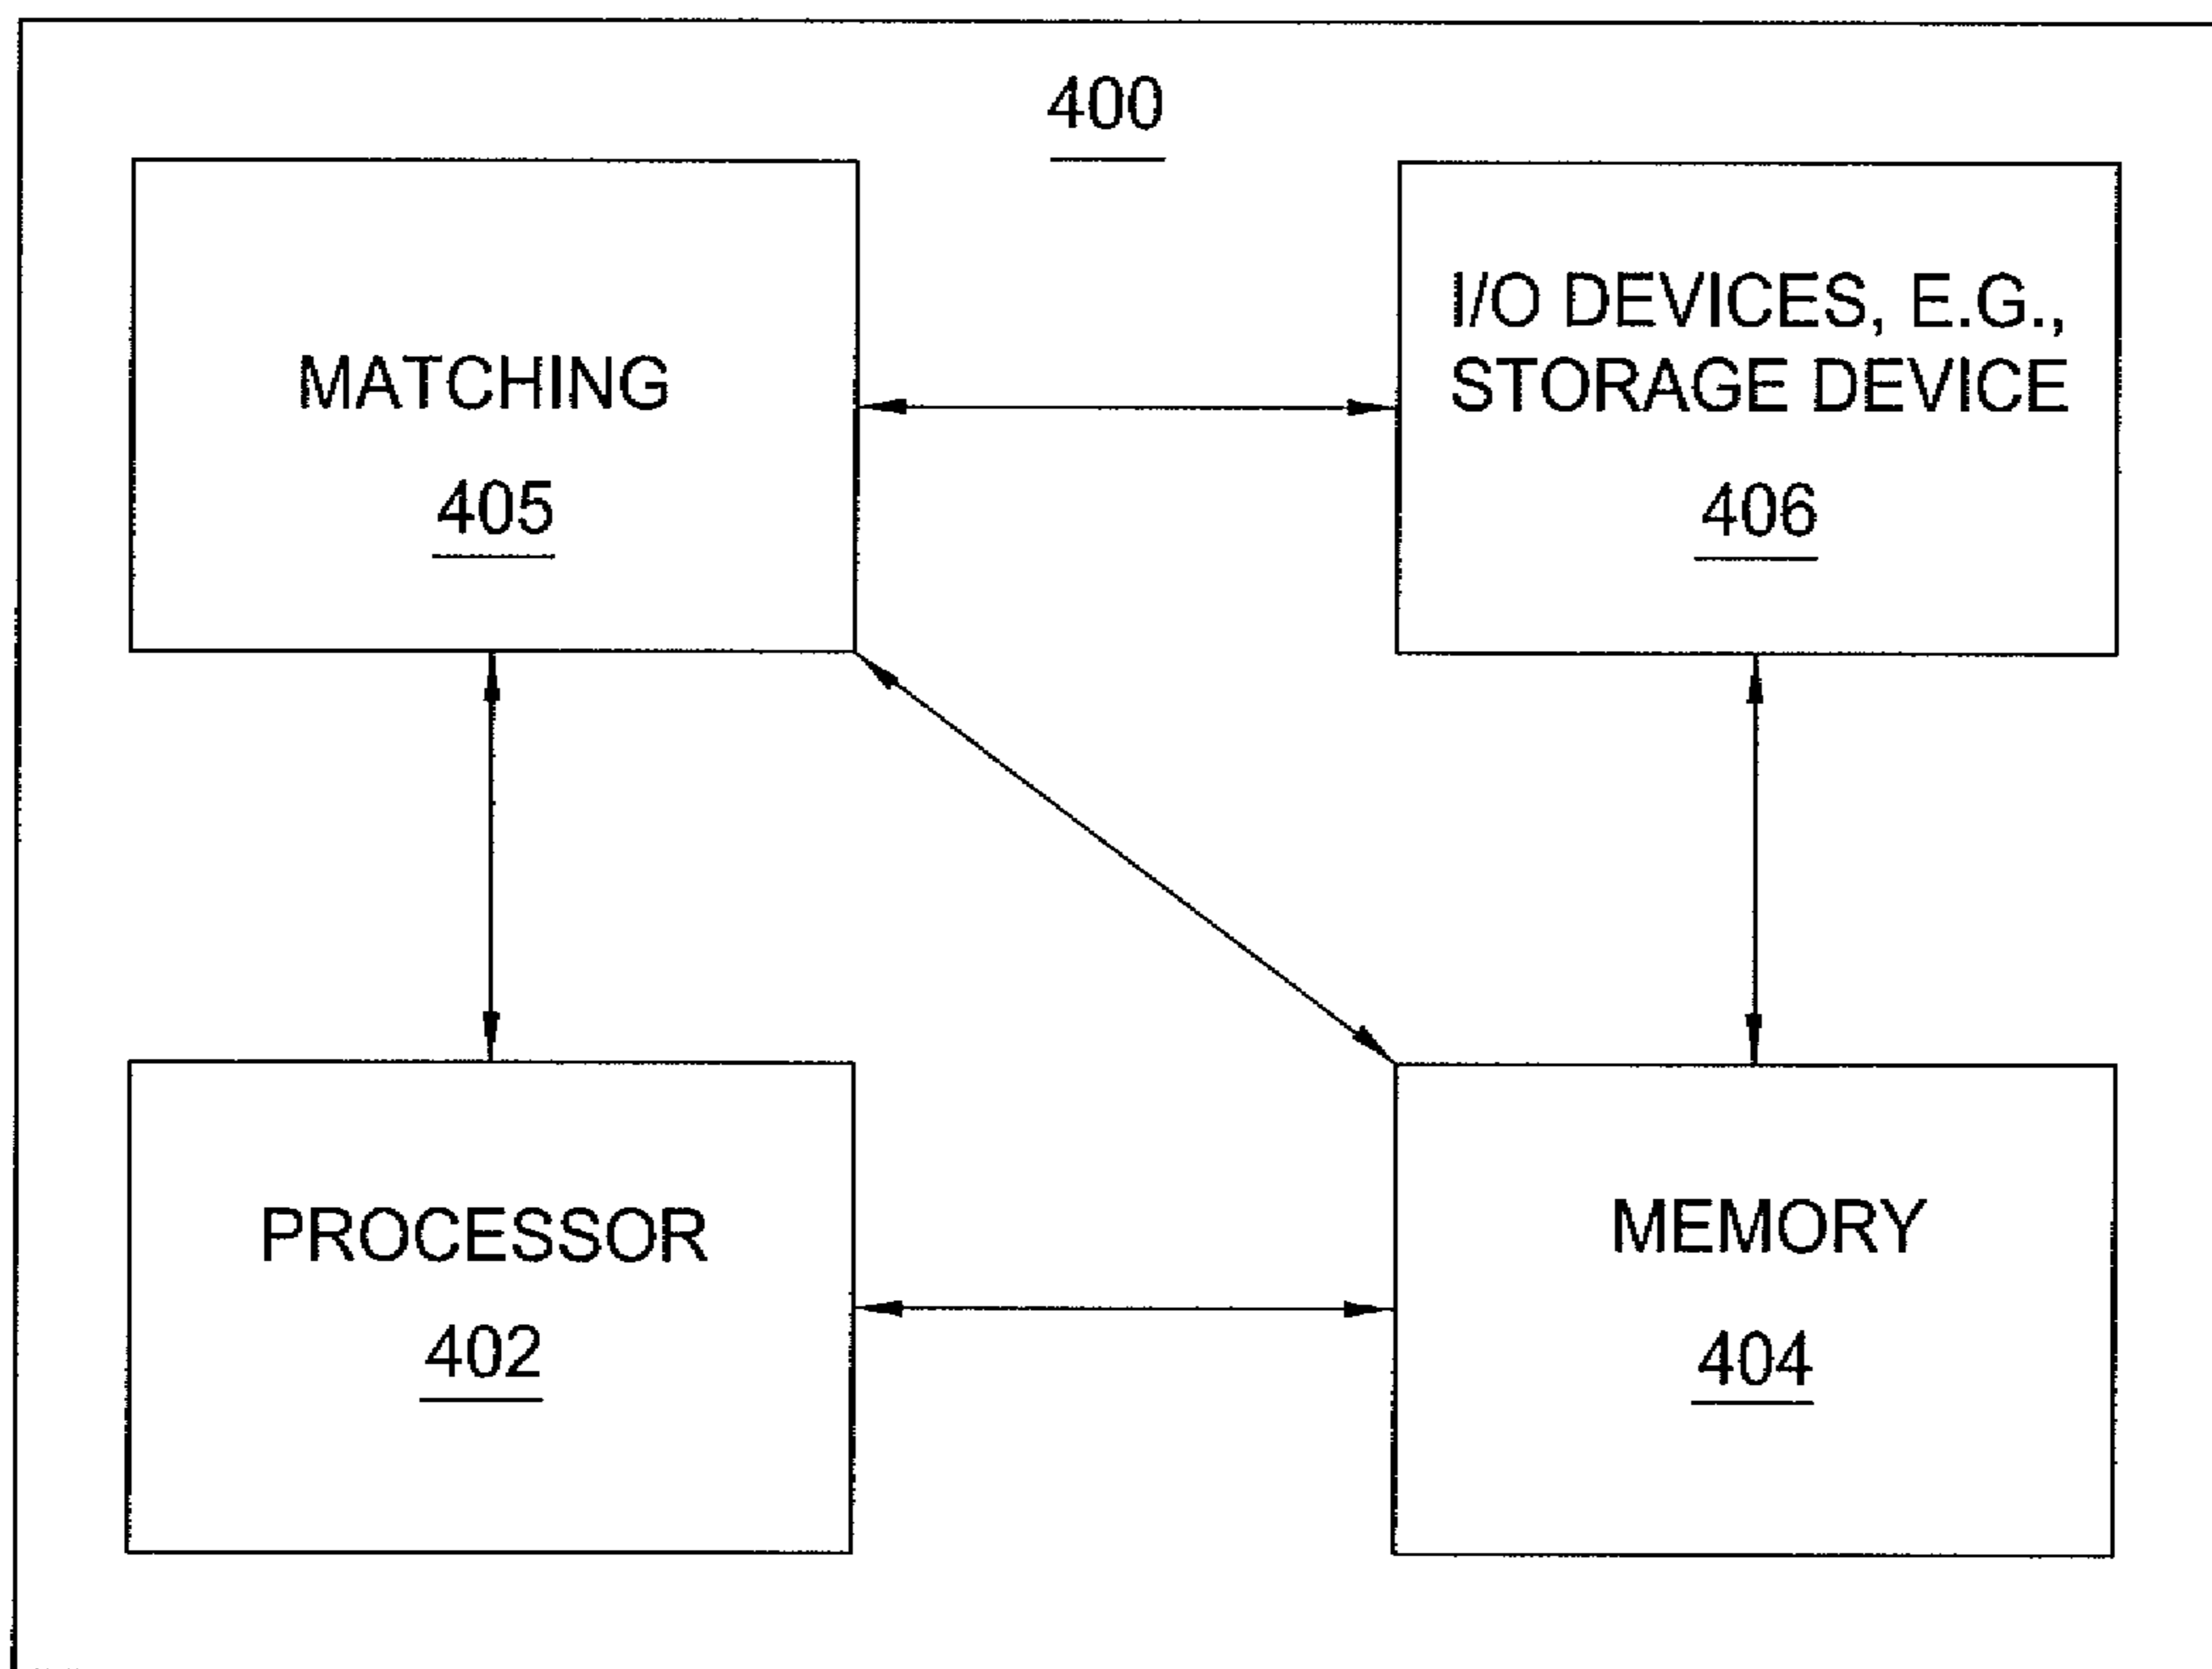 400
MATCHING
405
I/O DEVICES, E.G.,
STORAGE DEVICE
406
PROCESSOR
402
MEMORY
404